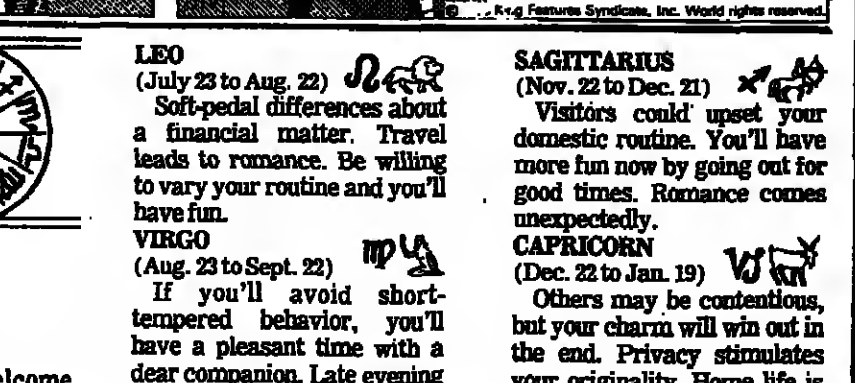 King Features Syndicate, Inc. World rights reserved.
LEO
(July 23 to Aug. 22)
Soft-pedal differences about
a financial matter. Travel
leads to romance. Be willing
to vary your routine and you'll
have fun.
VIRGO
(Aug. 23 to Sept. 22)
If you'll avoid short-
tempered behavior, you'll
have a pleasant time with a
dear companion. Late evening
SAGITTARIUS
(Nov. 22 to Dec. 21)
Visitors could upset your
domestic routine. You'll have
more fun now by going out for
good times. Romance comes
unexpectedly.
CAPRICORN
(Dec. 22 to Jan. 19)
Others may be contentious,
but your charm will win out in
the end. Privacy stimulates
your originality. Home life is